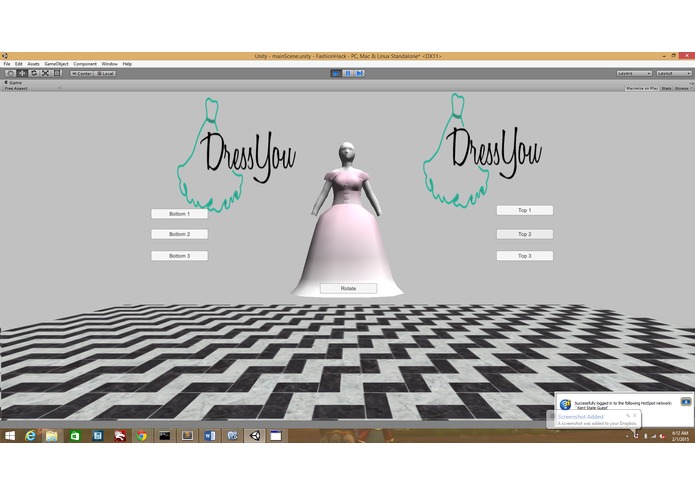 Unity - mainScene.unity - FashionHack - PC, Mac & Linux Standalone* <DX11>
File Edit Assets GameObject Component Window Help
Center Local
Layers Layout
Game
Free Aspect
Maximize on Play Stats Gizmos
DressYou
DressYou
Bottom 1
Top 1
Bottom 2
Top 2
Bottom 3
Top 3
Rotate
Successfully logged in to the following HotSpot network:
"Kent State Guest"
Screenshot Added
A screenshot was added to your Dropbox.
6:12 AM
2/1/2015